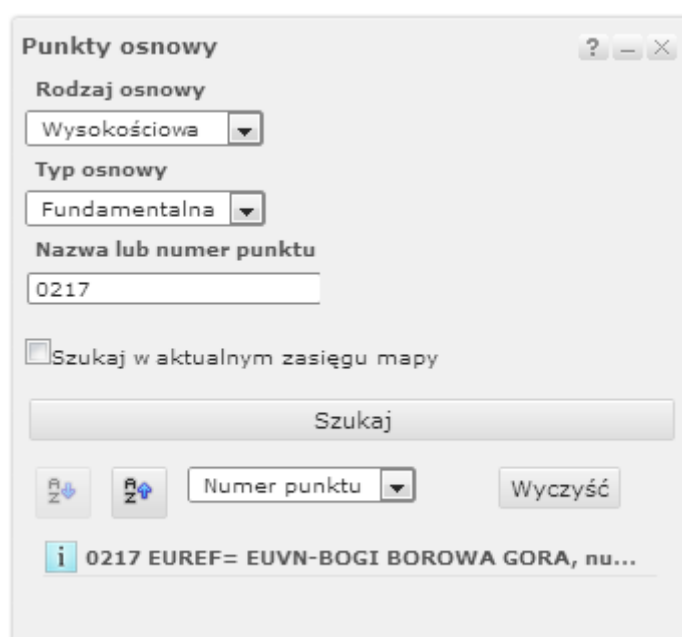 Punkty osnowy ?
Rodzaj osnowy
Wysokościowa
Typ osnowy
Fundamentalna
Nazwa lub numer punktu
0217
Szukaj w aktualnym zasięgu mapy
Szukaj
A
Z
A
Z
Numer punktu
Wyczyść
i 0217 EUREF= EUVN-BOGI BOROWA GORA, nu...